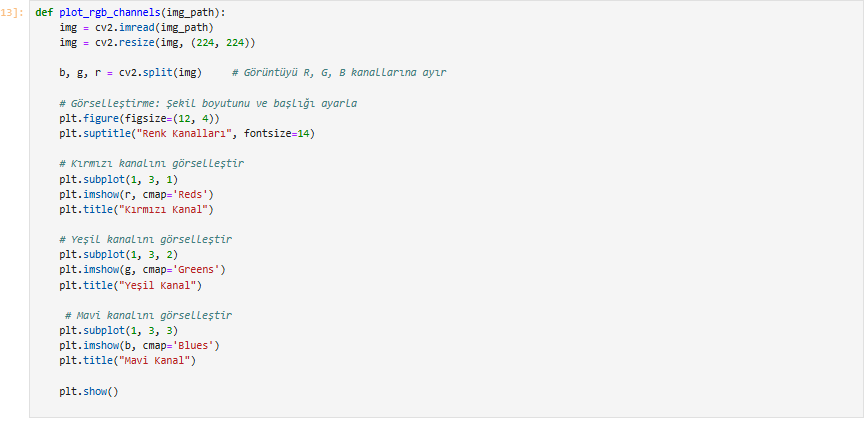 13]:
def plot_rgb_channels(img_path):
    img = cv2.imread(img_path)
    img = cv2.resize(img, (224, 224))

    b, g, r = cv2.split(img)     # Görüntüyü R, G, B kanallarına ayır

    # Görselleştirme: Şekil boyutunu ve başlığı ayarla
    plt.figure(figsize=(12, 4))
    plt.suptitle("Renk Kanalları", fontsize=14)

    # Kırmızı kanalını görselleştir
    plt.subplot(1, 3, 1)
    plt.imshow(r, cmap='Reds')
    plt.title("Kırmızı Kanal")

    # Yeşil kanalını görselleştir
    plt.subplot(1, 3, 2)
    plt.imshow(g, cmap='Greens')
    plt.title("Yeşil Kanal")

     # Mavi kanalını görselleştir
    plt.subplot(1, 3, 3)
    plt.imshow(b, cmap='Blues')
    plt.title("Mavi Kanal")

    plt.show()